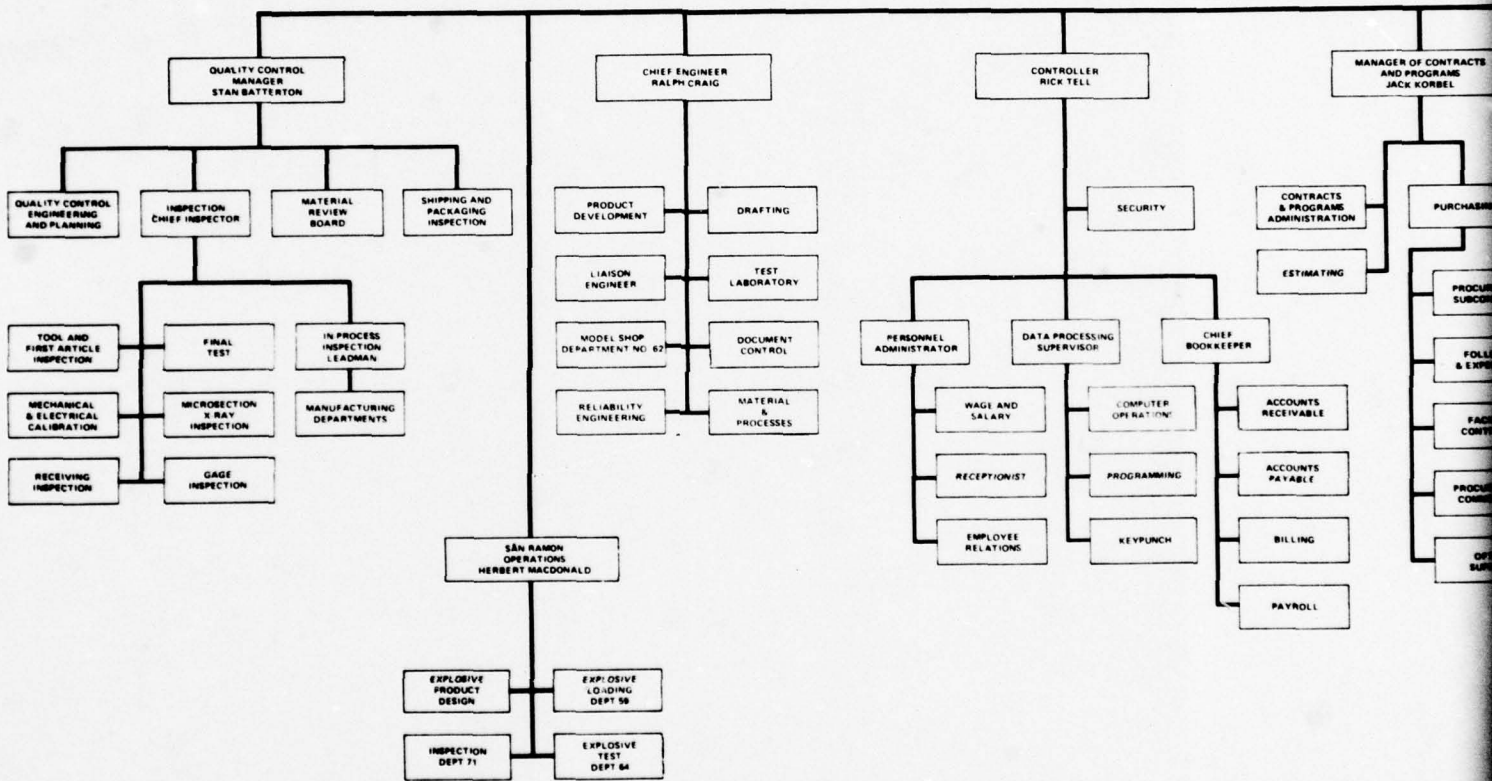 QUALITY CONTROL
MANAGER
STAN BATTERTON
CHIEF ENGINEER
RALPH CRAIG
CONTROLLER
RICK TELL
MANAGER OF CONTRACTS
AND PROGRAMS
JACK KORBEL
QUALITY CONTROL
ENGINEERING
AND PLANNING
INSPECTION
CHIEF INSPECTOR
MATERIAL
REVIEW
BOARD
SHIPPING AND
PACKAGING
INSPECTION
PRODUCT
DEVELOPMENT
DRAFTING
SECURITY
CONTRACTS
& PROGRAMS
ADMINISTRATION
LIAISON
ENGINEER
TEST
LABORATORY
ESTIMATING
TOOL AND
FIRST ARTICLE
INSPECTION
FINAL
TEST
IN PROCESS
INSPECTION
LEADMAN
MODEL SHOP
DEPARTMENT NO. 62
DOCUMENT
CONTROL
PERSONNEL
ADMINISTRATOR
DATA PROCESSING
SUPERVISOR
CHIEF
BOOKKEEPER
MECHANICAL
& ELECTRICAL
CALIBRATION
MICROSECTION
X RAY
INSPECTION
MANUFACTURING
DEPARTMENTS
RELIABILITY
ENGINEERING
MATERIAL
&
PROCESSES
WAGE AND
SALARY
COMPUTER
OPERATIONS
ACCOUNTS
RECEIVABLE
RECEIVING
INSPECTION
GAGE
INSPECTION
RECEPTIONIST
PROGRAMMING
ACCOUNTS
PAYABLE
SAN RAMON
OPERATIONS
HERBERT MACDONALD
EMPLOYEE
RELATIONS
KEYPUNCH
BILLING
PAYROLL
EXPLOSIVE
PRODUCT
DESIGN
EXPLOSIVE
LOADING
DEPT 59
INSPECTION
DEPT 71
EXPLOSIVE
TEST
DEPT 64